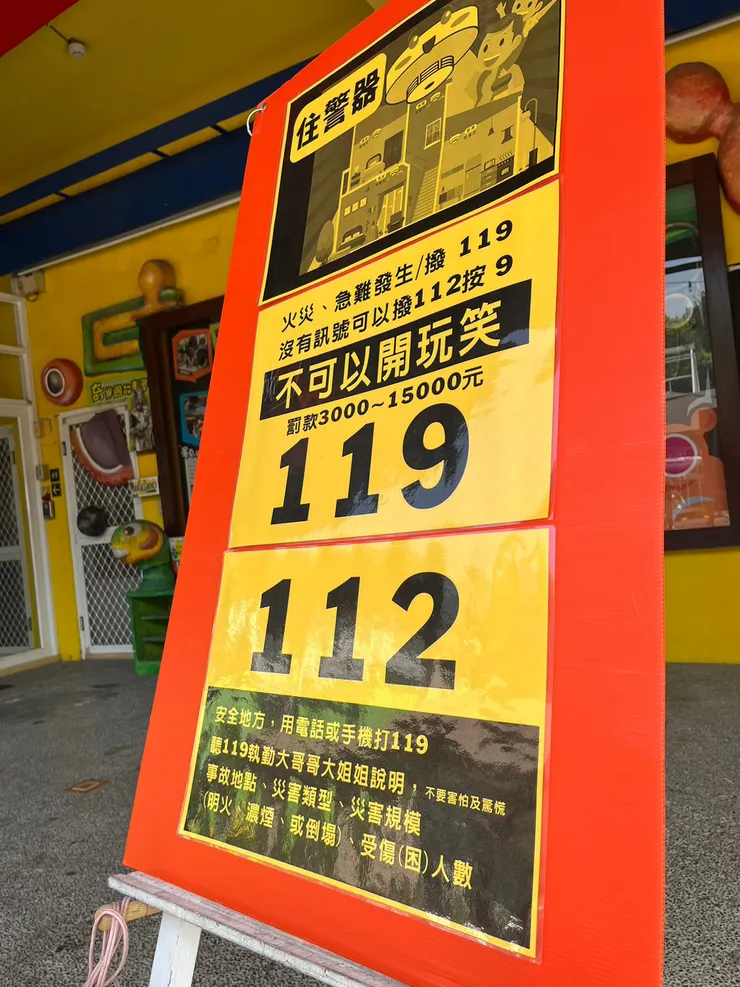 住警器
火災、急難發生/撥 119
沒有訊號可以撥112按 9
不可以開玩笑
罰款3000~15000元
119
112
安全地方，用電話或手機打119
聽119執勤大哥哥大姐姐說明，不要害怕及驚慌
事故地點、災害類型、災害規模
(明火、濃煙、或倒塌)、受傷(困)人數